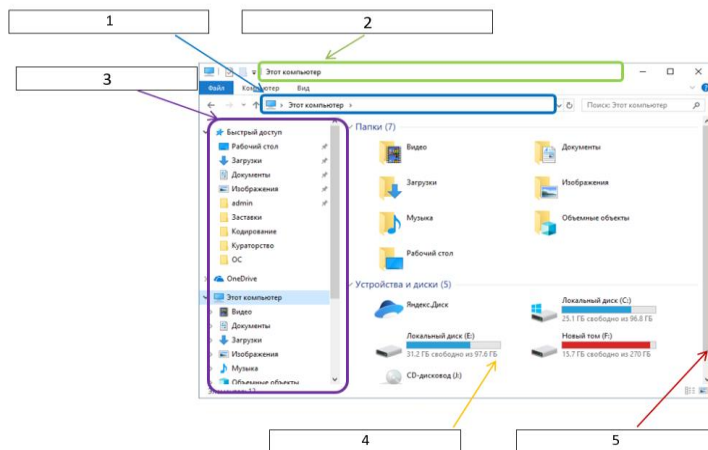 1
2
3
Этот компьютер
Файл Компьютер Вид
Этот компьютер
Поиск: Этот компьютер
Быстрый доступ
Рабочий стол
Загрузки
Документы
Изображения
admin
Заставки
Кодирование
Кураторство
ОС
OneDrive
Этот компьютер
Видео
Документы
Загрузки
Изображения
Музыка
Объемные объекты
Папки (7)
Видео
Документы
Загрузки
Изображения
Музыка
Объемные объекты
Рабочий стол
Устройства и диски (5)
Яндекс.Диск
Локальный диск (C:)
25.1 ГБ свободно из 96.8 ГБ
Локальный диск (E:)
31.2 ГБ свободно из 97.6 ГБ
Новый том (F:)
15.7 ГБ свободно из 270 ГБ
CD-дисковод (J:)
4
5